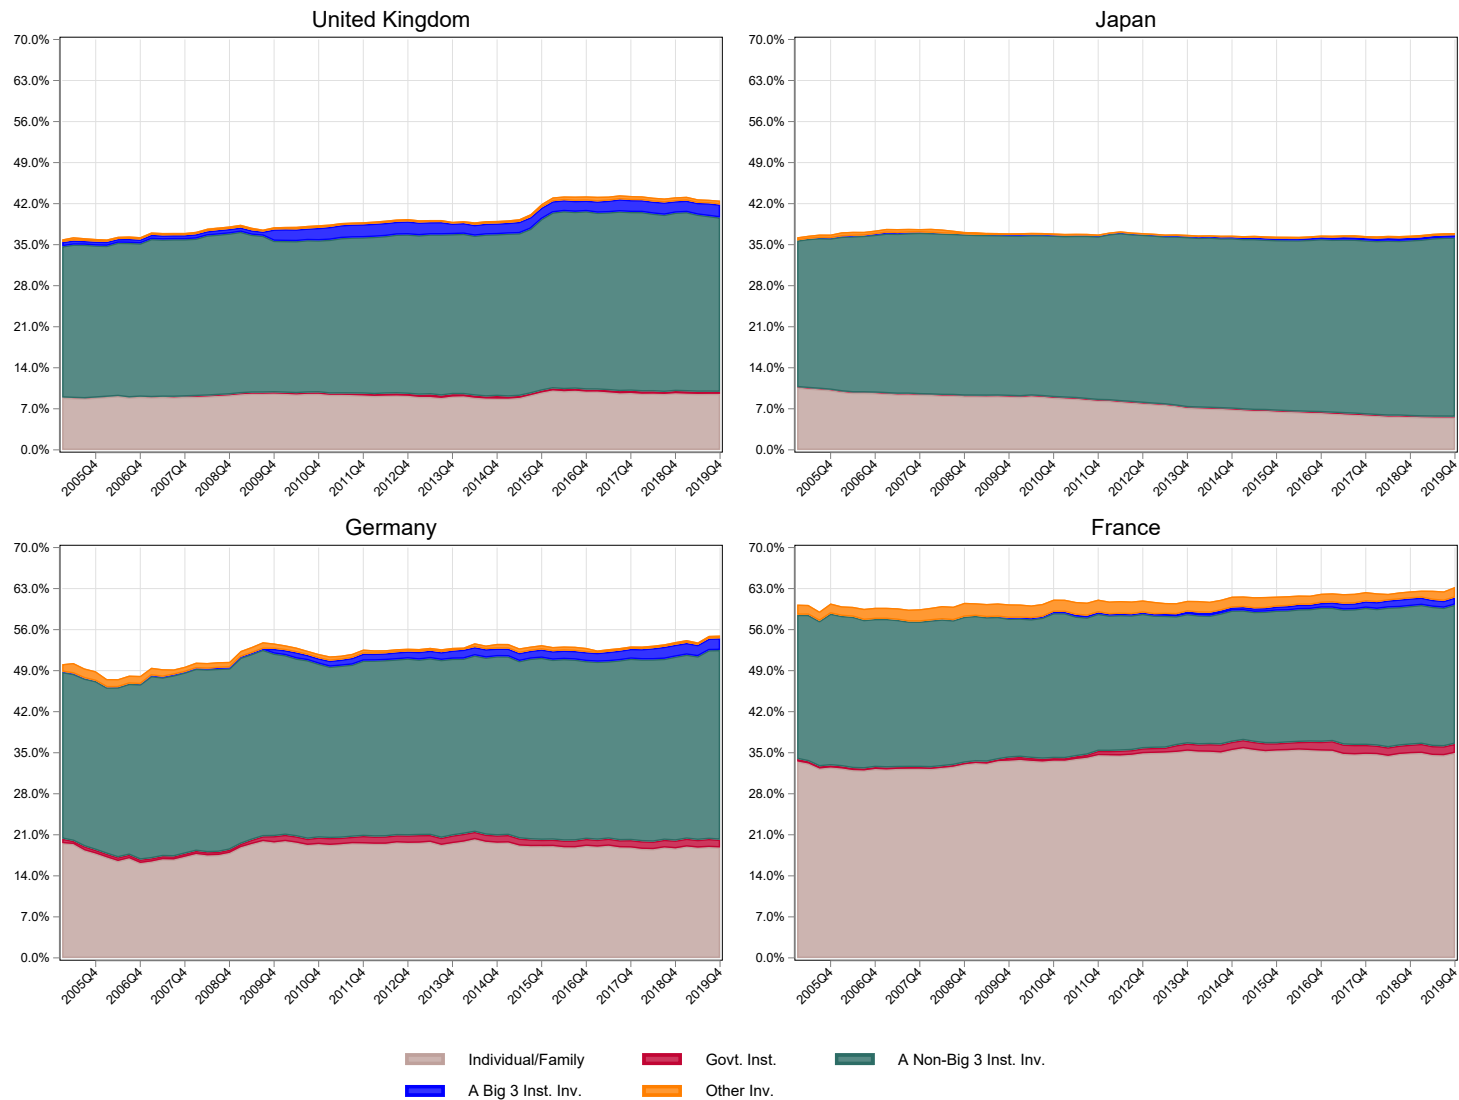 United Kingdom
70.0%
63.0%
56.0%
49.0%
42.0%
35.0%
28.0%
21.0%
14.0%
7.0%
0.0%
2005Q4
2006Q4
2007Q4
2008Q4
2009Q4
2010Q4
2011Q4
2012Q4
2013Q4
2014Q4
2015Q4
2016Q4
2017Q4
2018Q4
2019Q4
Japan
70.0%
63.0%
56.0%
49.0%
42.0%
35.0%
28.0%
21.0%
14.0%
7.0%
0.0%
2005Q4
2006Q4
2007Q4
2008Q4
2009Q4
2010Q4
2011Q4
2012Q4
2013Q4
2014Q4
2015Q4
2016Q4
2017Q4
2018Q4
2019Q4
Germany
70.0%
63.0%
56.0%
49.0%
42.0%
35.0%
28.0%
21.0%
14.0%
7.0%
0.0%
2005Q4
2006Q4
2007Q4
2008Q4
2009Q4
2010Q4
2011Q4
2012Q4
2013Q4
2014Q4
2015Q4
2016Q4
2017Q4
2018Q4
2019Q4
France
70.0%
63.0%
56.0%
49.0%
42.0%
35.0%
28.0%
21.0%
14.0%
7.0%
0.0%
2005Q4
2006Q4
2007Q4
2008Q4
2009Q4
2010Q4
2011Q4
2012Q4
2013Q4
2014Q4
2015Q4
2016Q4
2017Q4
2018Q4
2019Q4
Individual/Family
Govt. Inst.
A Non-Big 3 Inst. Inv.
A Big 3 Inst. Inv.
Other Inv.